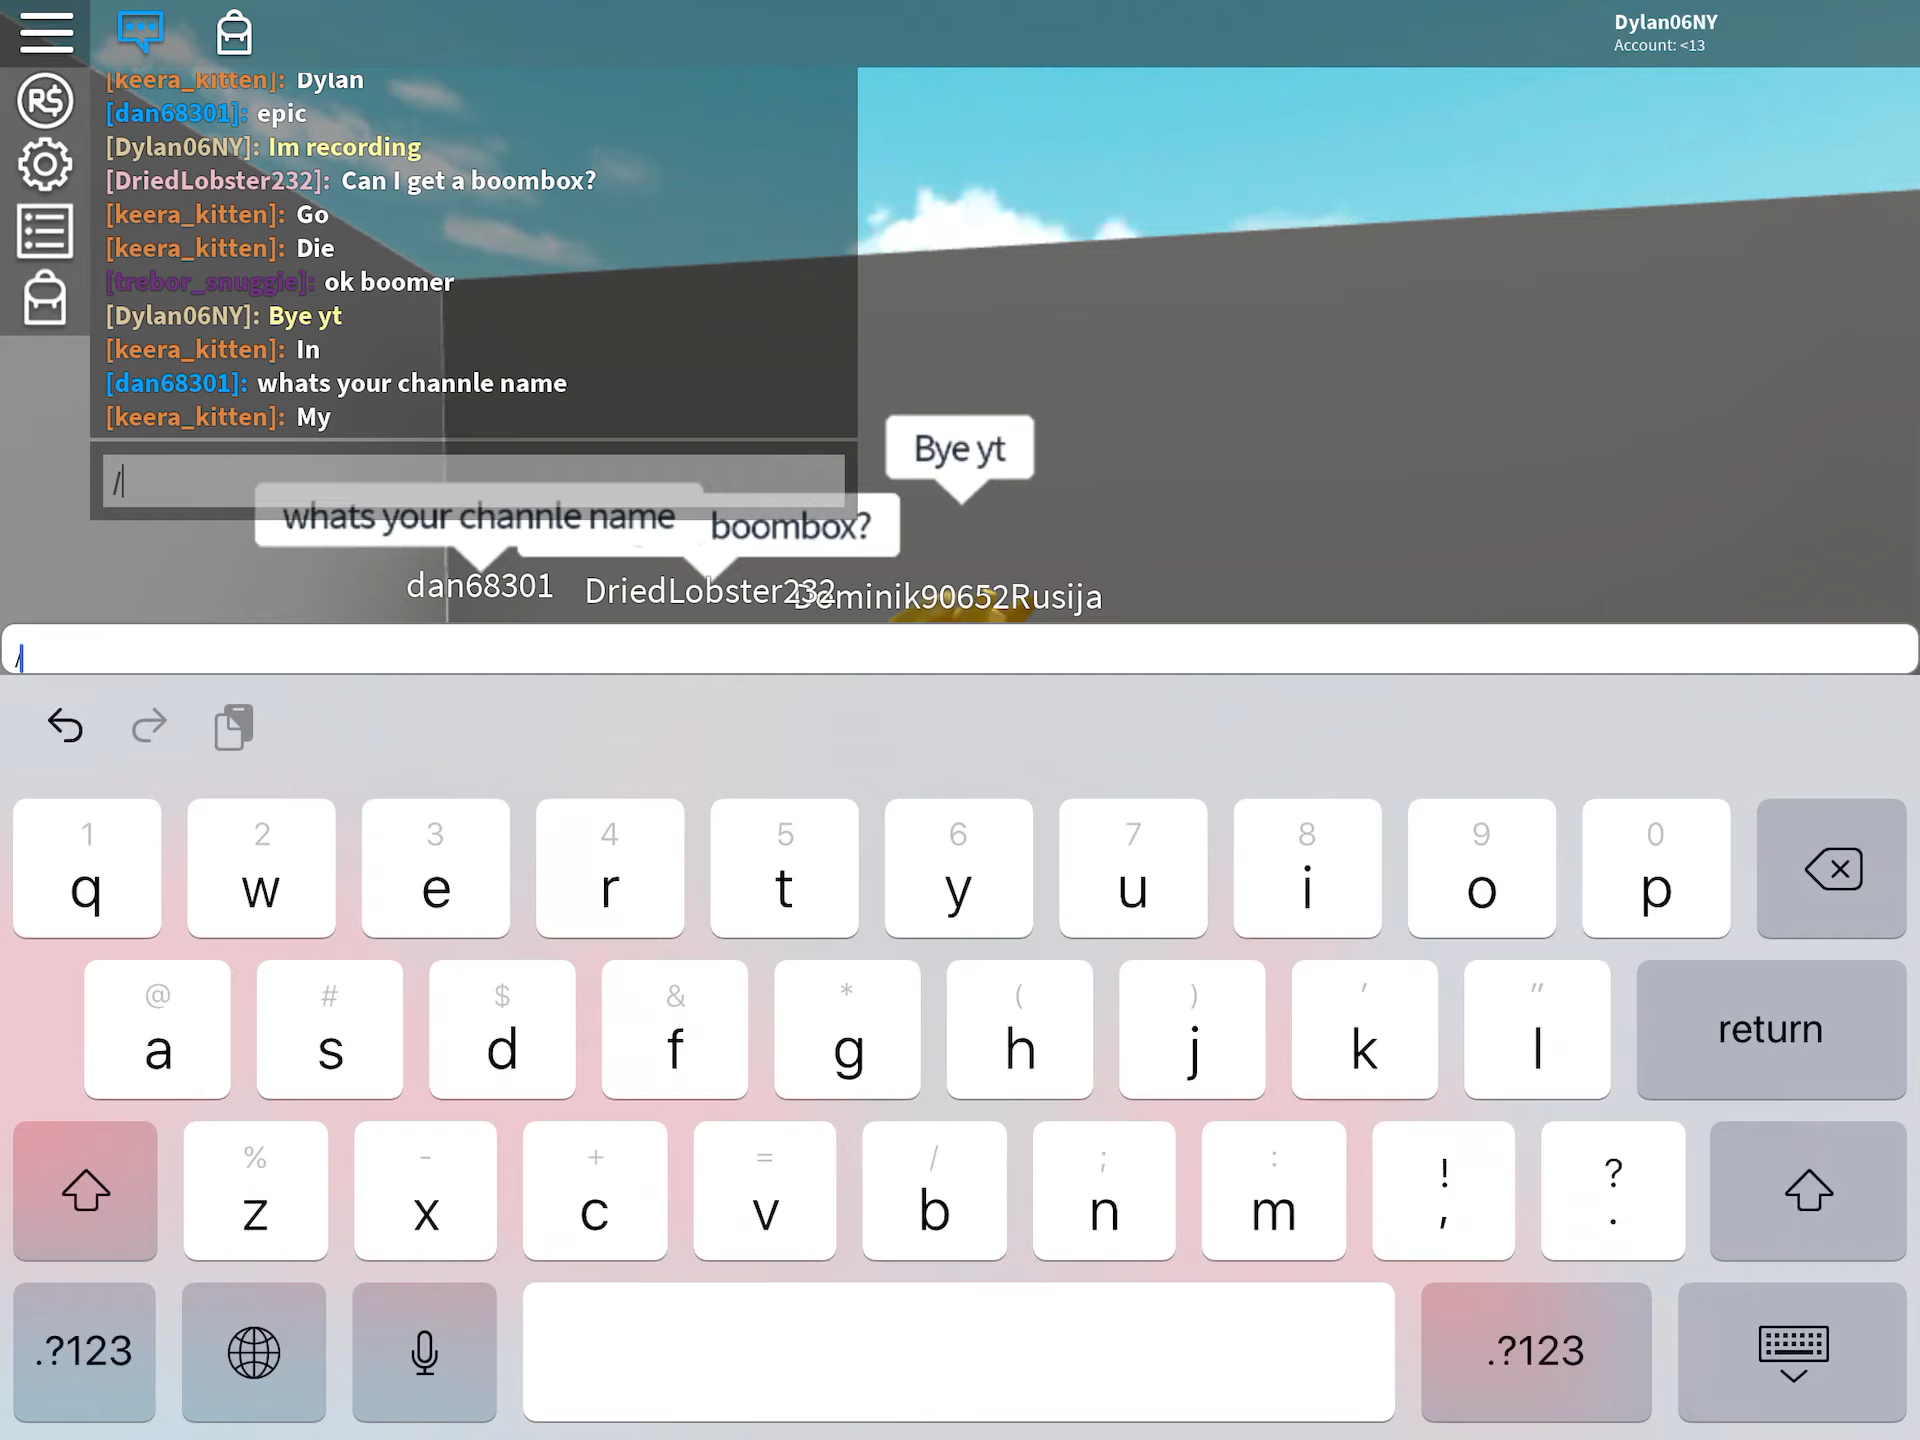 Dylan06NY
Account: <13
[keera_kitten]: Dylan
[dan68301]: epic
[Dylan06NY]: Im recording
[DriedLobster232]: Can I get a boombox?
[keera_kitten]: Go
[keera_kitten]: Die
[trebor_snuggie]: ok boomer
[Dylan06NY]: Bye yt
[keera_kitten]: In
[dan68301]: whats your channle name
[keera_kitten]: My
/
Bye yt
whats your channle name
boombox?
dan68301
DriedLobster232
Dominik90652Rusija
/
1 2 3 4 5 6 7 8 9 0
q w e r t y u i o p
@ # $ & * ( ) ' "
a s d f g h j k l return
% - + = / ; : ! ?
z x c v b n m , .
.?123 .?123